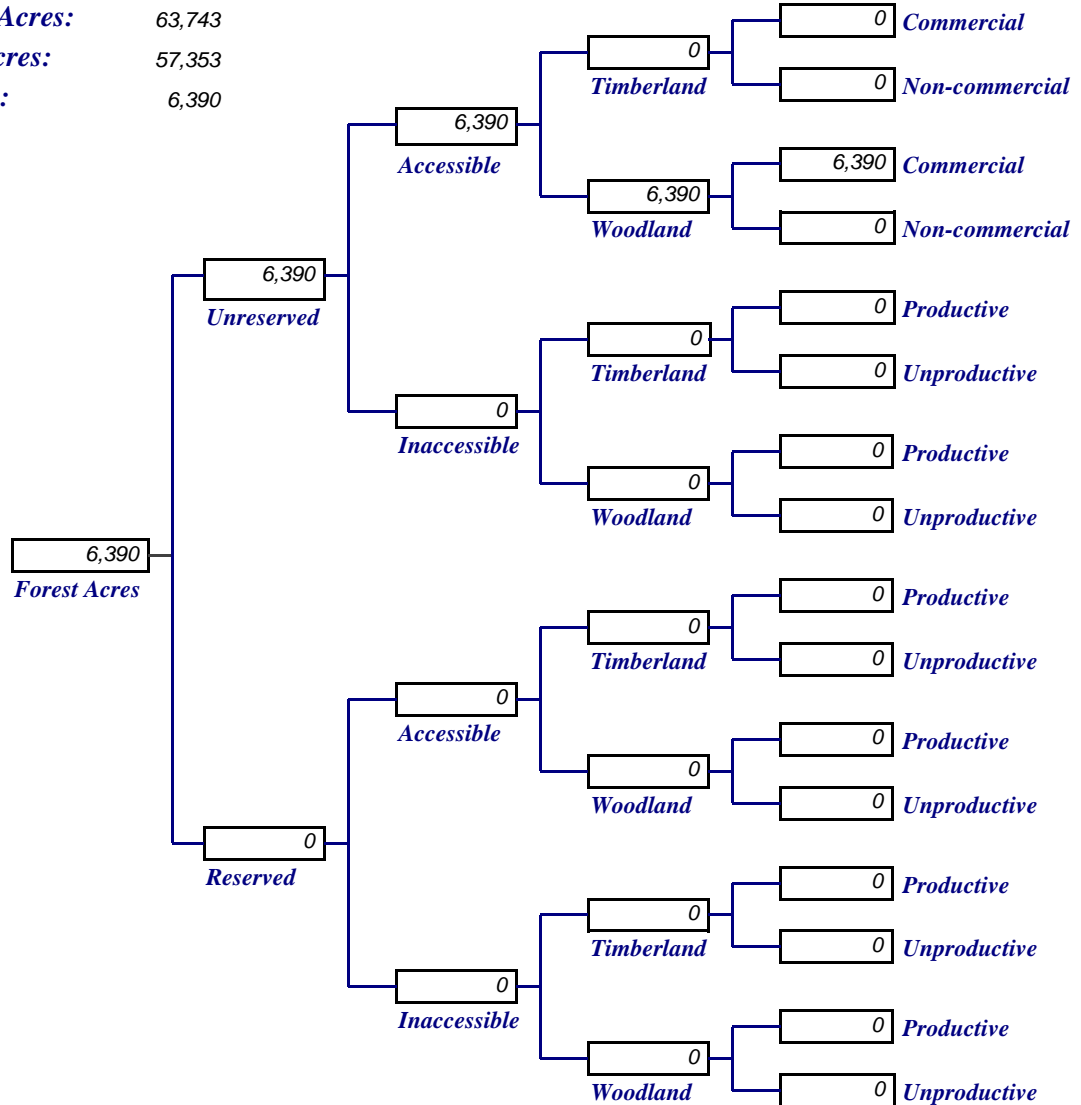 Acres: 63,743
cres: 57,353
: 6,390
0 Commercial
0
Timberland
0 Non-commercial
6,390
Accessible
6,390 Commercial
6,390
Woodland
0 Non-commercial
6,390
Unreserved
0 Productive
0
Timberland
0 Unproductive
0
Inaccessible
0 Productive
0
Woodland
0 Unproductive
6,390
Forest Acres
0 Productive
0
Timberland
0 Unproductive
0
Accessible
0 Productive
0
Woodland
0 Unproductive
0
Reserved
0 Productive
0
Timberland
0 Unproductive
0
Inaccessible
0 Productive
0
Woodland
0 Unproductive